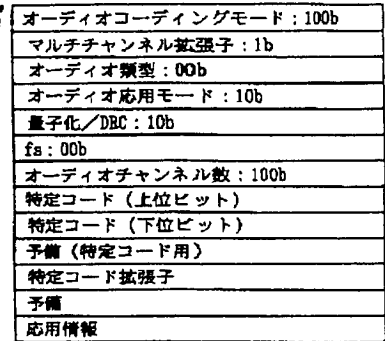 オーディオコーディングモード：100b
マルチチャンネル拡張子：1b
オーディオ類型：00b
オーディオ応用モード：10b
量子化／DRC：10b
fs：00b
オーディオチャンネル数：100b
特定コード（上位ビット）
特定コード（下位ビット）
予備（特定コード用）
特定コード拡張子
予備
応用情報